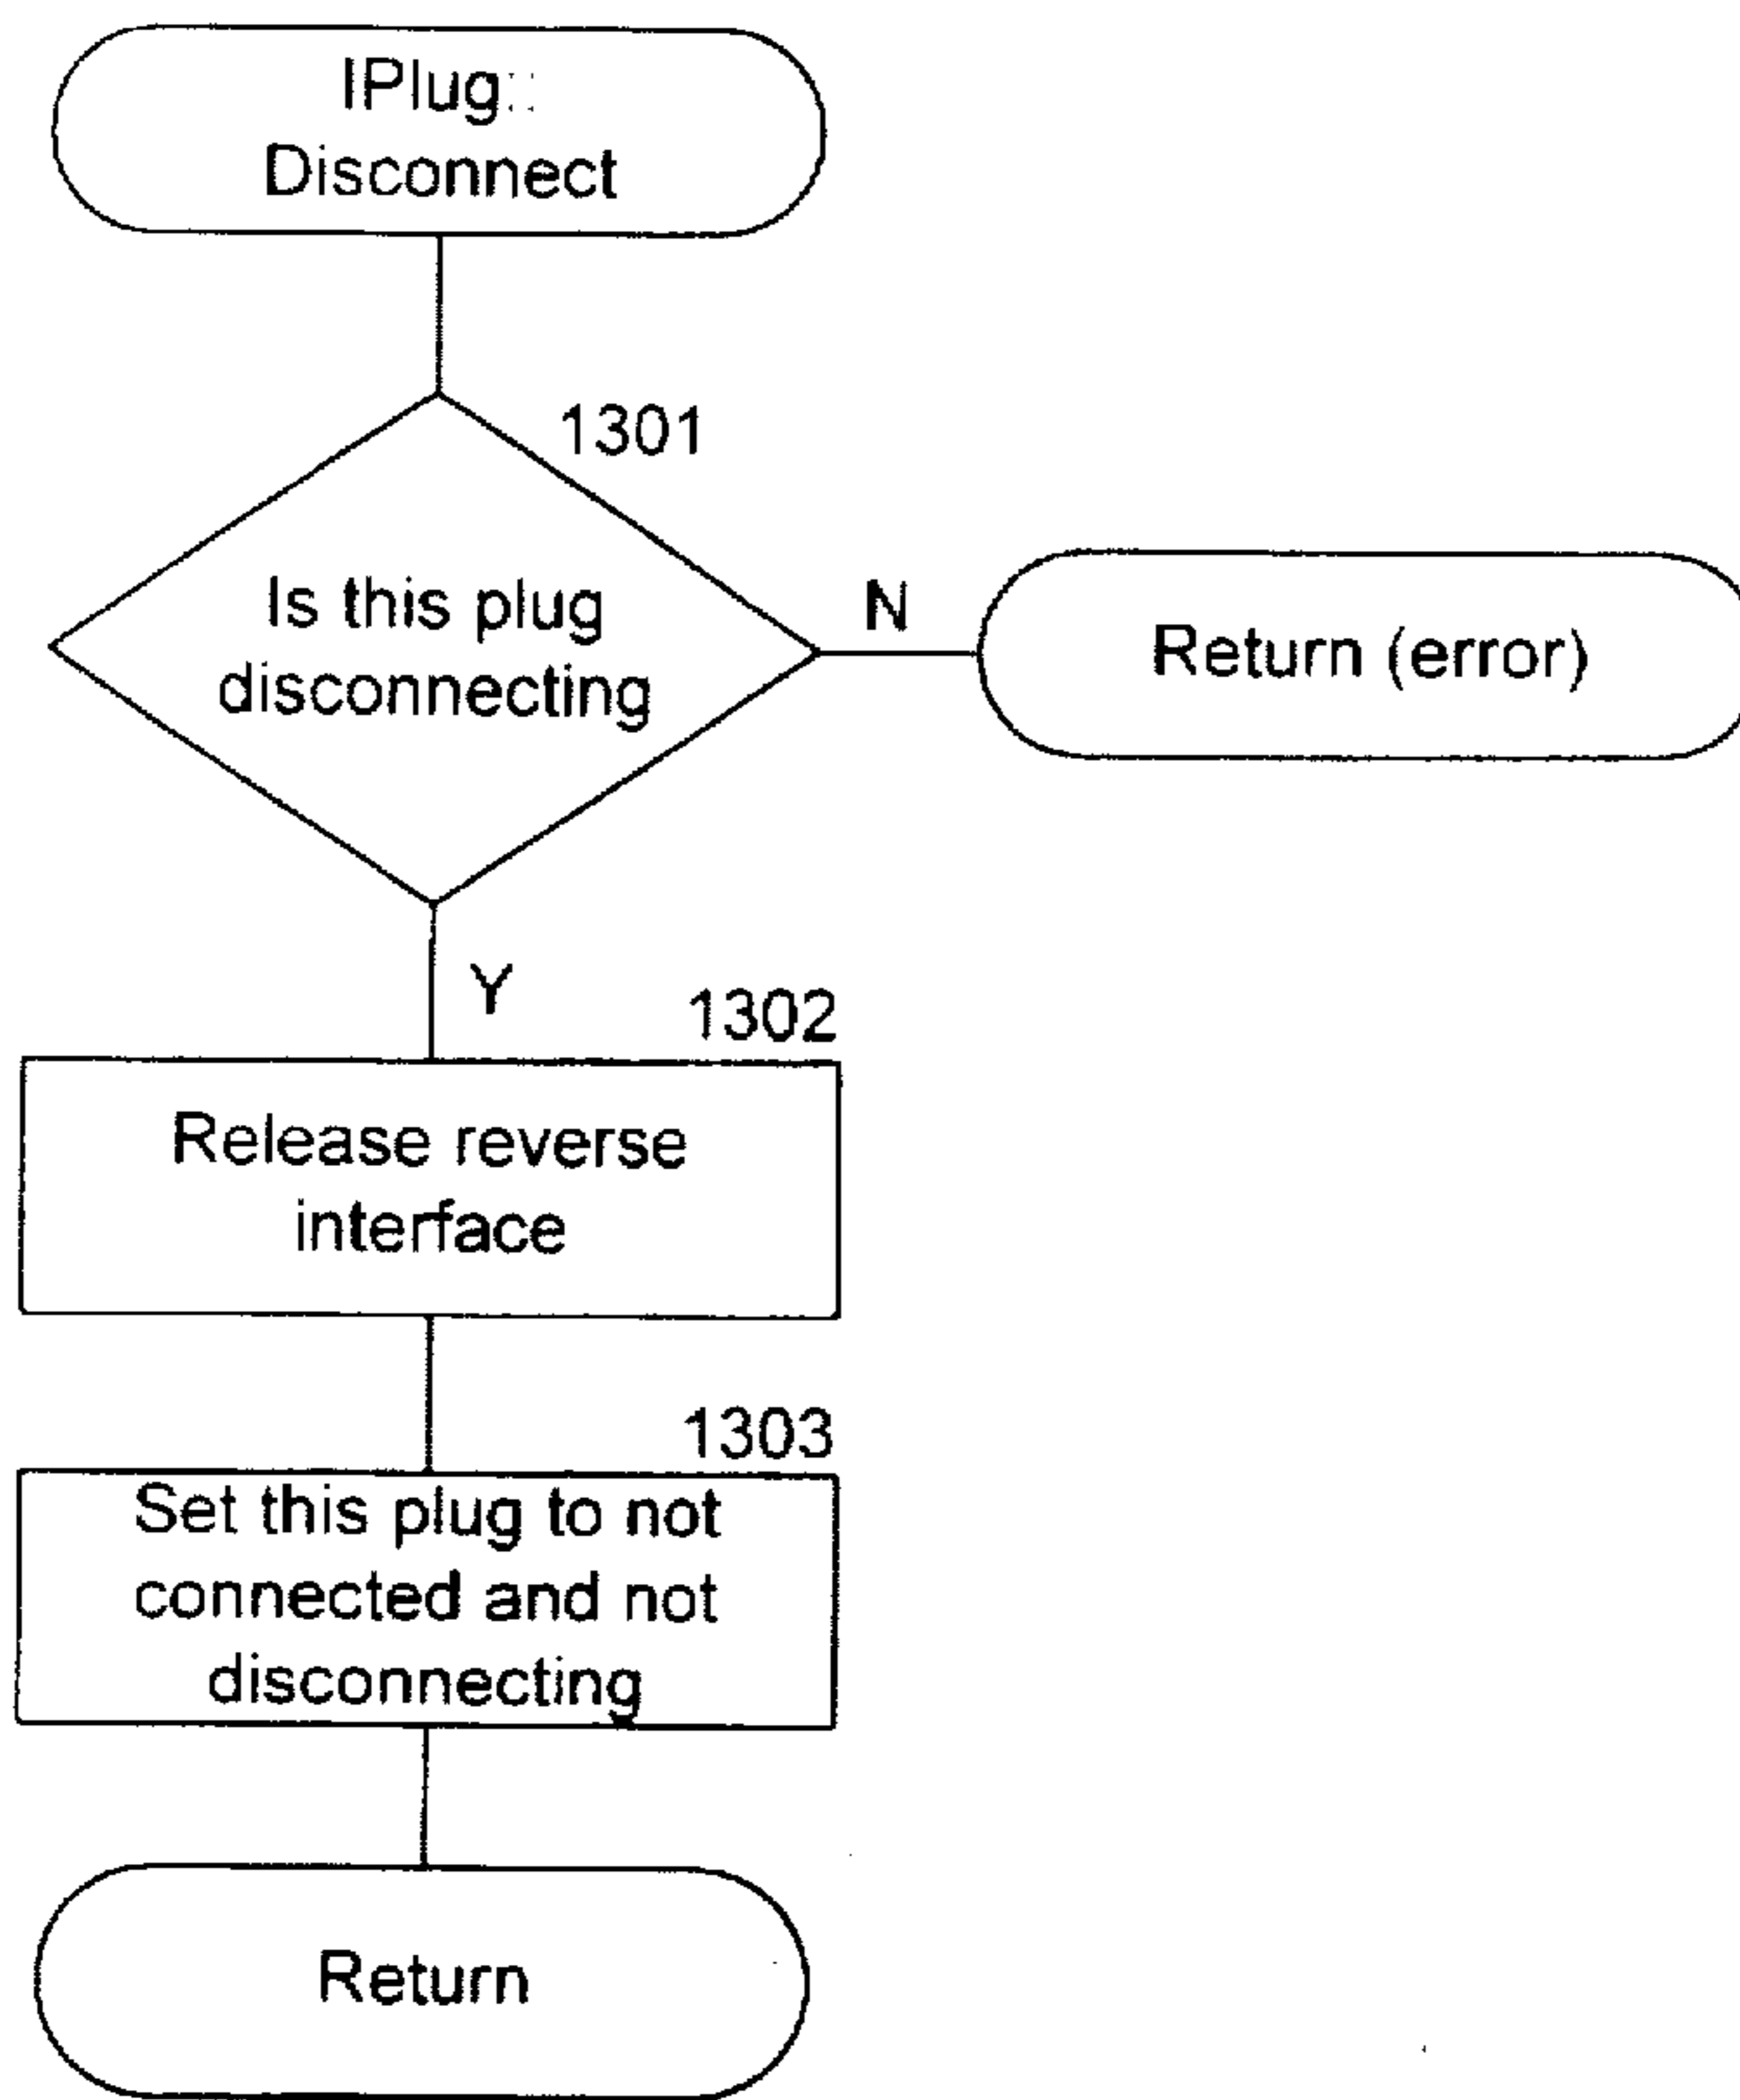 IPlug::
Disconnect
1301
Is this plug
disconnecting
N
Return (error)
Y
1302
Release reverse
interface
1303
Set this plug to not
connected and not
disconnecting
Return